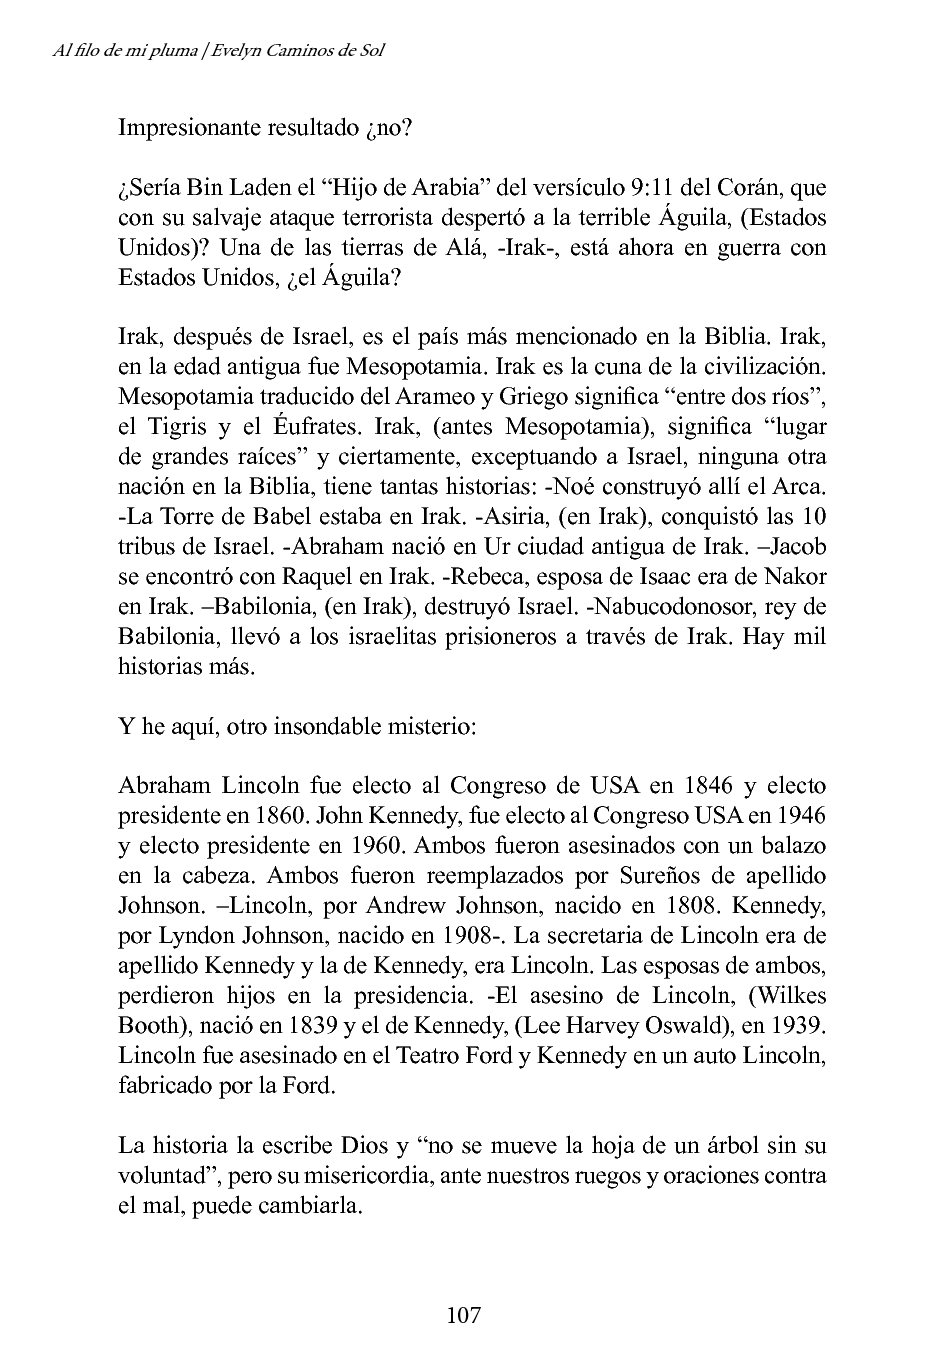 Al filo de mi pluma | Evelyn Caminos de Sol
Impresionante resultado ¿no?
¿Sería Bin Laden el “Hijo de Arabia” del versículo 9:11 del Corán, que
con su salvaje ataque terrorista despertó a la terrible Águila, (Estados
Unidos)? Una de las tierras de Alá, -Irak-, está ahora en guerra con
Estados Unidos, ¿el Águila?
Irak, después de Israel, es el país más mencionado en la Biblia. Irak,
en la edad antigua fue Mesopotamia. Irak es la cuna de la civilización.
Mesopotamia traducido del Arameo y Griego significa “entre dos ríos”,
el Tigris y el Éufrates. Irak, (antes Mesopotamia), significa “lugar
de grandes raíces” y ciertamente, exceptuando a Israel, ninguna otra
nación en la Biblia, tiene tantas historias: -Noé construyó allí el Arca.
-La Torre de Babel estaba en Irak. -Asiria, (en Irak), conquistó las 10
tribus de Israel. -Abraham nació en Ur ciudad antigua de Irak. –Jacob
se encontró con Raquel en Irak. -Rebeca, esposa de Isaac era de Nakor
en Irak. –Babilonia, (en Irak), destruyó Israel. -Nabucodonosor, rey de
Babilonia, llevó a los israelitas prisioneros a través de Irak. Hay mil
historias más.
Y he aquí, otro insondable misterio:
Abraham Lincoln fue electo al Congreso de USA en 1846 y electo
presidente en 1860. John Kennedy, fue electo al Congreso USA en 1946
y electo presidente en 1960. Ambos fueron asesinados con un balazo
en la cabeza. Ambos fueron reemplazados por Sureños de apellido
Johnson. –Lincoln, por Andrew Johnson, nacido en 1808. Kennedy,
por Lyndon Johnson, nacido en 1908-. La secretaria de Lincoln era de
apellido Kennedy y la de Kennedy, era Lincoln. Las esposas de ambos,
perdieron hijos en la presidencia. -El asesino de Lincoln, (Wilkes
Booth), nació en 1839 y el de Kennedy, (Lee Harvey Oswald), en 1939.
Lincoln fue asesinado en el Teatro Ford y Kennedy en un auto Lincoln,
fabricado por la Ford.
La historia la escribe Dios y “no se mueve la hoja de un árbol sin su
voluntad”, pero su misericordia, ante nuestros ruegos y oraciones contra
el mal, puede cambiarla.
107